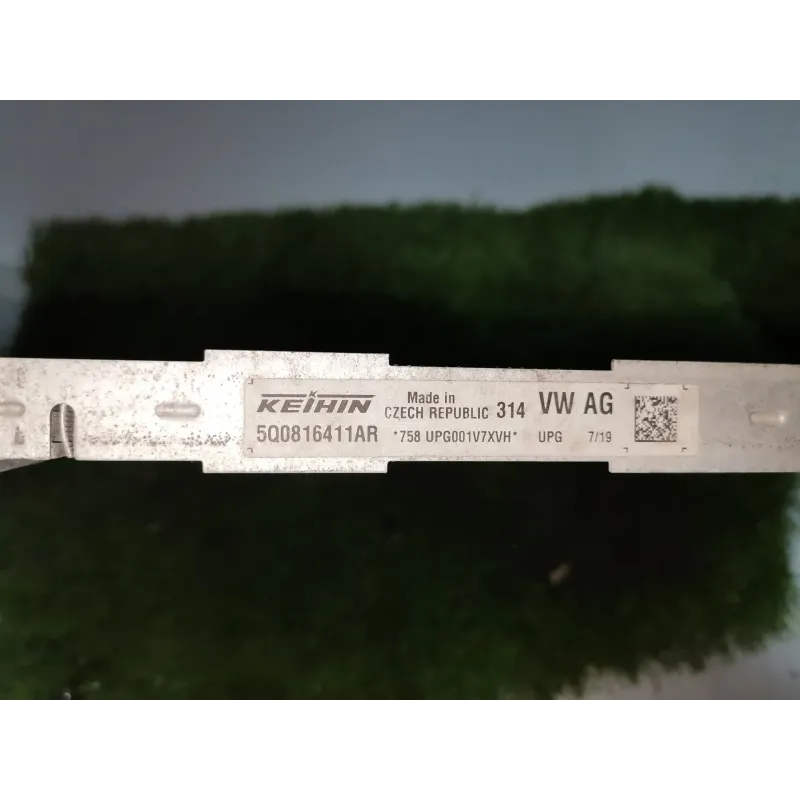 KEIHIN Made in CZECH REPUBLIC 314 VW AG
5Q0816411AR *758 UPG001V7XVH* UPG 7/19